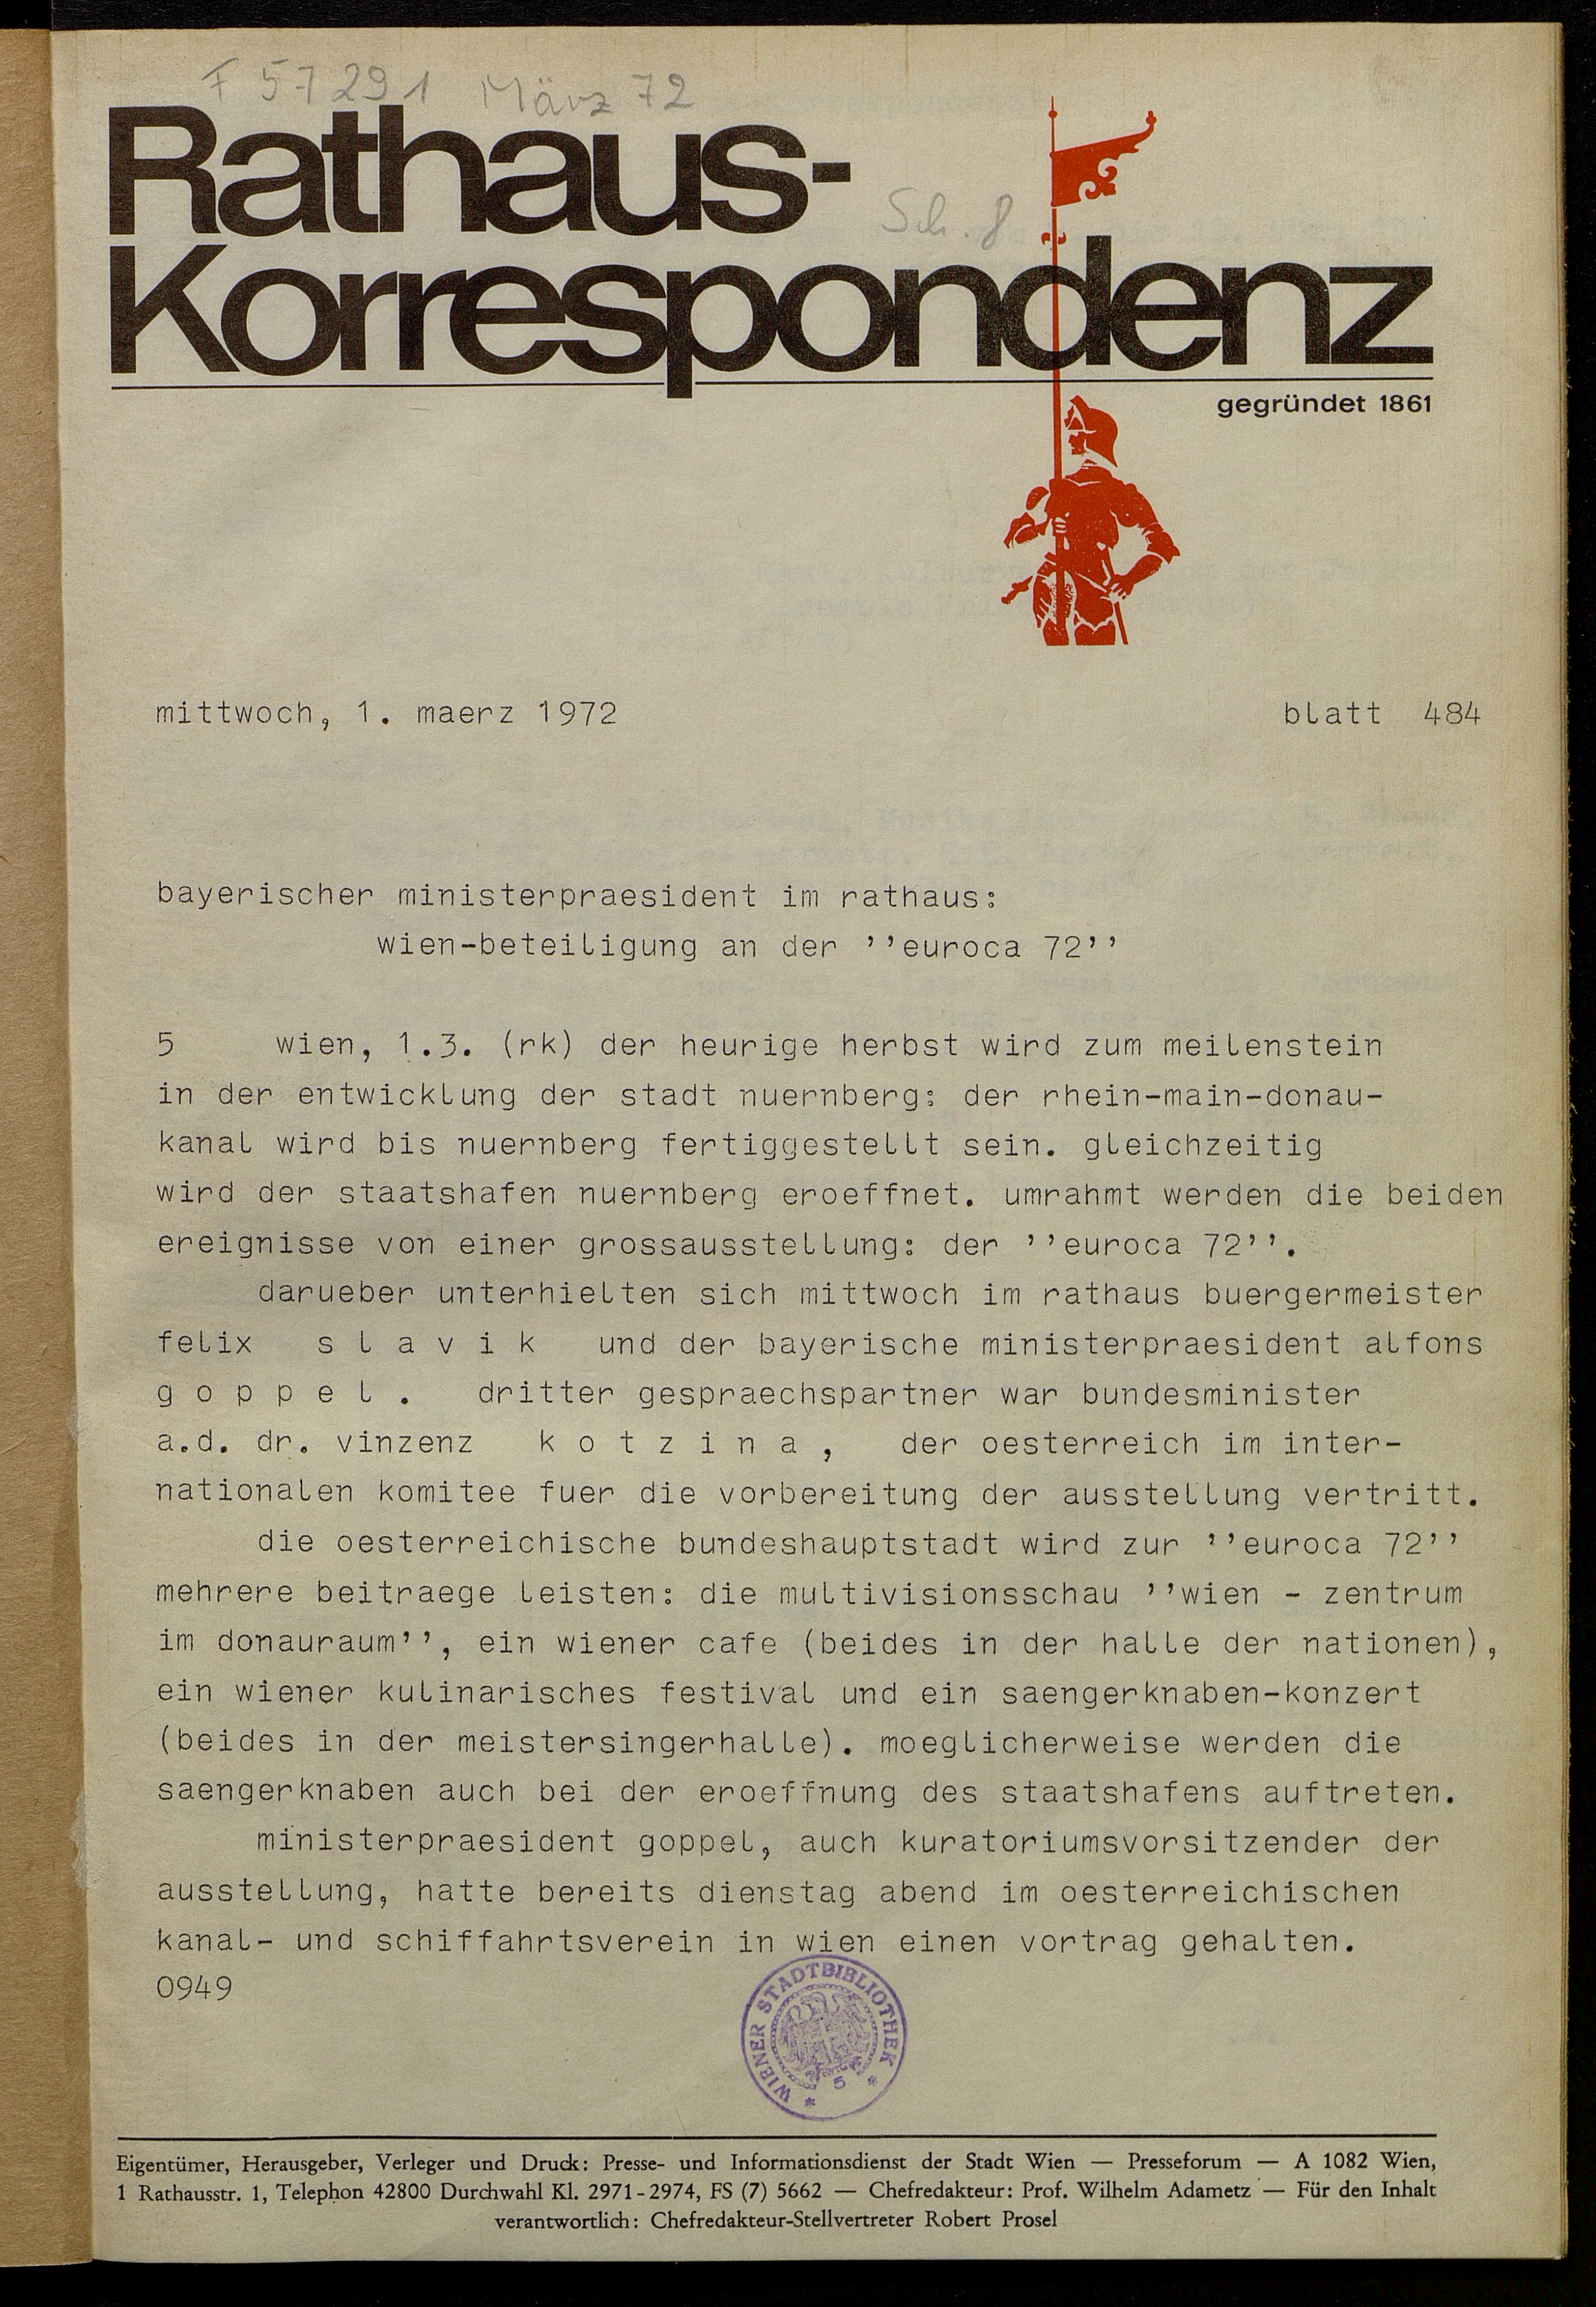 F 57291 März 72
Rathaus-
Sch. 8
Korrespondenz
gegründet 1861
mittwoch, 1. maerz 1972 blatt 484
bayerischer ministerpraesident im rathaus:
wien-beteiligung an der ’’euroca 72’’
5 wien, 1.3. (rk) der heurige herbst wird zum meilenstein
in der entwicklung der stadt nuernberg: der rhein-main-donau-
kanal wird bis nuernberg fertiggestellt sein. gleichzeitig
wird der staatshafen nuernberg eroeffnet. umrahmt werden die beiden
ereignisse von einer grossausstellung: der ’’euroca 72’’.
darueber unterhielten sich mittwoch im rathaus buergermeister
felix s l a v i k und der bayerische ministerpraesident alfons
g o p p e l . dritter gespraechspartner war bundesminister
a.d. dr. vinzenz k o t z i n a , der oesterreich im inter-
nationalen komitee fuer die vorbereitung der ausstellung vertritt.
die oesterreichische bundeshauptstadt wird zur ’’euroca 72’’
mehrere beitraege leisten: die multivisionsschau ’’wien - zentrum
im donauraum’’, ein wiener cafe (beides in der halle der nationen),
ein wiener kulinarisches festival und ein saengerknaben-konzert
(beides in der meistersingerhalle). moeglicherweise werden die
saengerknaben auch bei der eroeffnung des staatshafens auftreten.
ministerpraesident goppel, auch kuratoriumsvorsitzender der
ausstellung, hatte bereits dienstag abend im oesterreichischen
kanal- und schiffahrtsverein in wien einen vortrag gehalten.
0949
WIENER STADTBIBLIOTHEK
* 5 *
Eigentümer, Herausgeber, Verleger und Druck: Presse- und Informationsdienst der Stadt Wien — Presseforum — A 1082 Wien,
1 Rathausstr. 1, Telephon 42800 Durchwahl Kl. 2971-2974, FS (7) 5662 — Chefredakteur: Prof. Wilhelm Adametz — Für den Inhalt
verantwortlich: Chefredakteur-Stellvertreter Robert Prosel